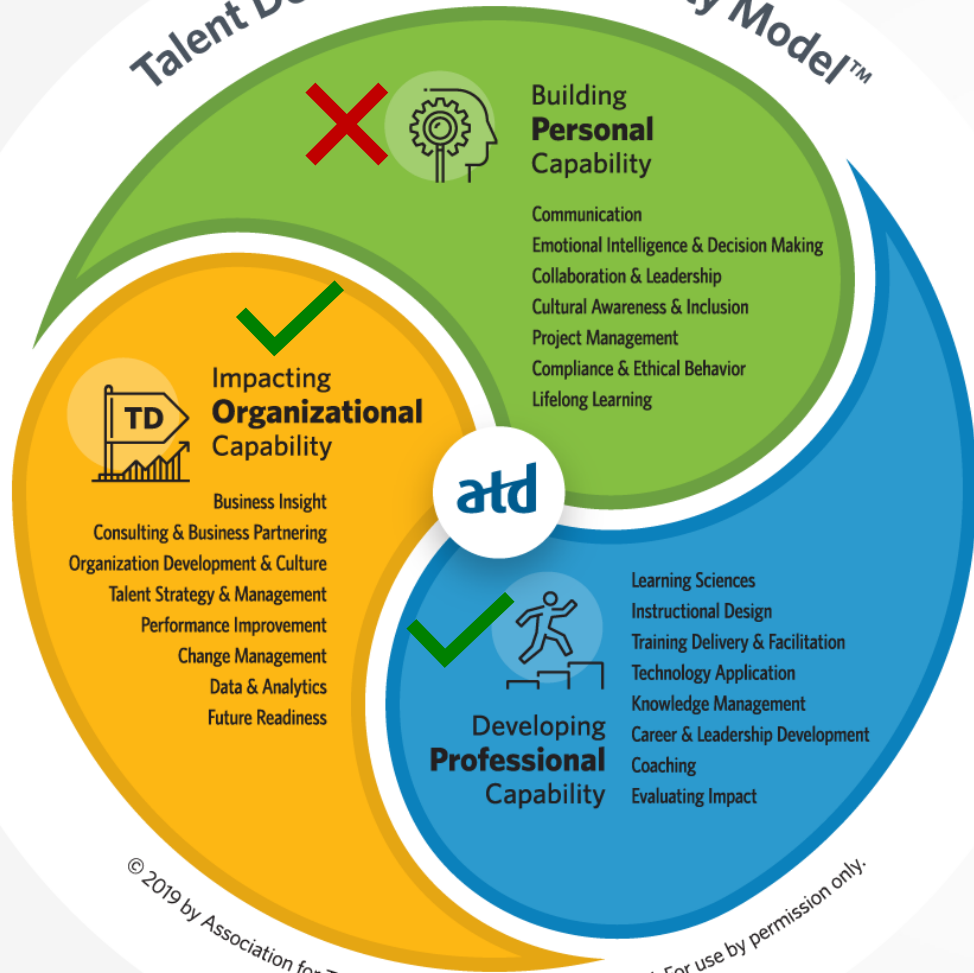 Talent
Model™
Building
Personal
Capability
Communication
Emotional Intelligence & Decision Making
Collaboration & Leadership
Cultural Awareness & Inclusion
Project Management
Compliance & Ethical Behavior
Lifelong Learning
TD
Impacting
Organizational
Capability
Business Insight
Consulting & Business Partnering
Organization Development & Culture
Talent Strategy & Management
Performance Improvement
Change Management
Data & Analytics
Future Readiness
atd
Learning Sciences
Instructional Design
Training Delivery & Facilitation
Technology Application
Knowledge Management
Career & Leadership Development
Coaching
Evaluating Impact
Developing
Professional
Capability
© 2019 by Association for
For use by permission only.